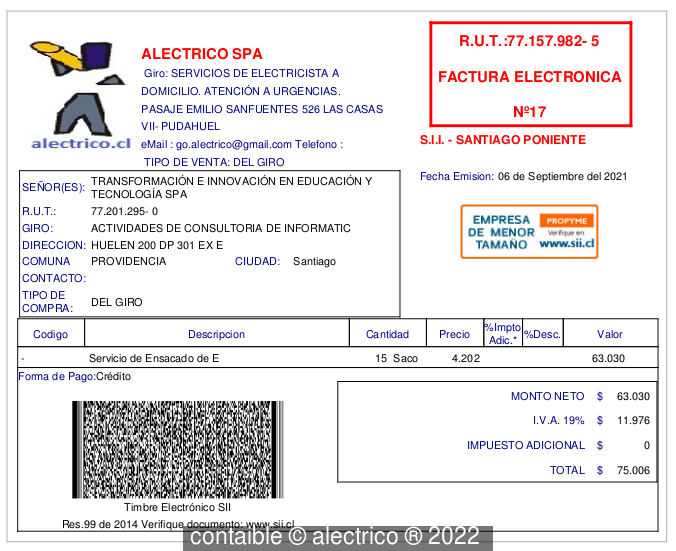 ALECTRICO SPA
Giro: SERVICIOS DE ELECTRICISTA A
DOMICILIO. ATENCIÓN A URGENCIAS.
PASAJE EMILIO SANFUENTES 526 LAS CASAS
VII- PUDAHUEL
eMail : go.alectrico@gmail.com Telefono :
TIPO DE VENTA: DEL GIRO
alectrico.cl
R.U.T.:77.157.982- 5
FACTURA ELECTRONICA
Nº17
S.I.I. - SANTIAGO PONIENTE
Fecha Emision: 06 de Septiembre del 2021
EMPRESA DE MENOR TAMAÑO
PROPYME
Verifique en:
www.sii.cl
SEÑOR(ES): TRANSFORMACIÓN E INNOVACIÓN EN EDUCACIÓN Y
TECNOLOGÍA SPA
R.U.T.: 77.201.295- 0
GIRO: ACTIVIDADES DE CONSULTORIA DE INFORMATIC
DIRECCION: HUELEN 200 DP 301 EX E
COMUNA PROVIDENCIA CIUDAD: Santiago
CONTACTO:
TIPO DE COMPRA: DEL GIRO
Codigo Descripcion Cantidad Precio %Impto Adic.* %Desc. Valor
- Servicio de Ensacado de E 15 Saco 4.202 63.030
Forma de Pago:Crédito
MONTO NETO $ 63.030
I.V.A. 19% $ 11.976
IMPUESTO ADICIONAL $ 0
TOTAL $ 75.006
Timbre Electrónico SII
Res.99 de 2014 Verifique documento: www.sii.cl
contaible © alectrico ® 2022